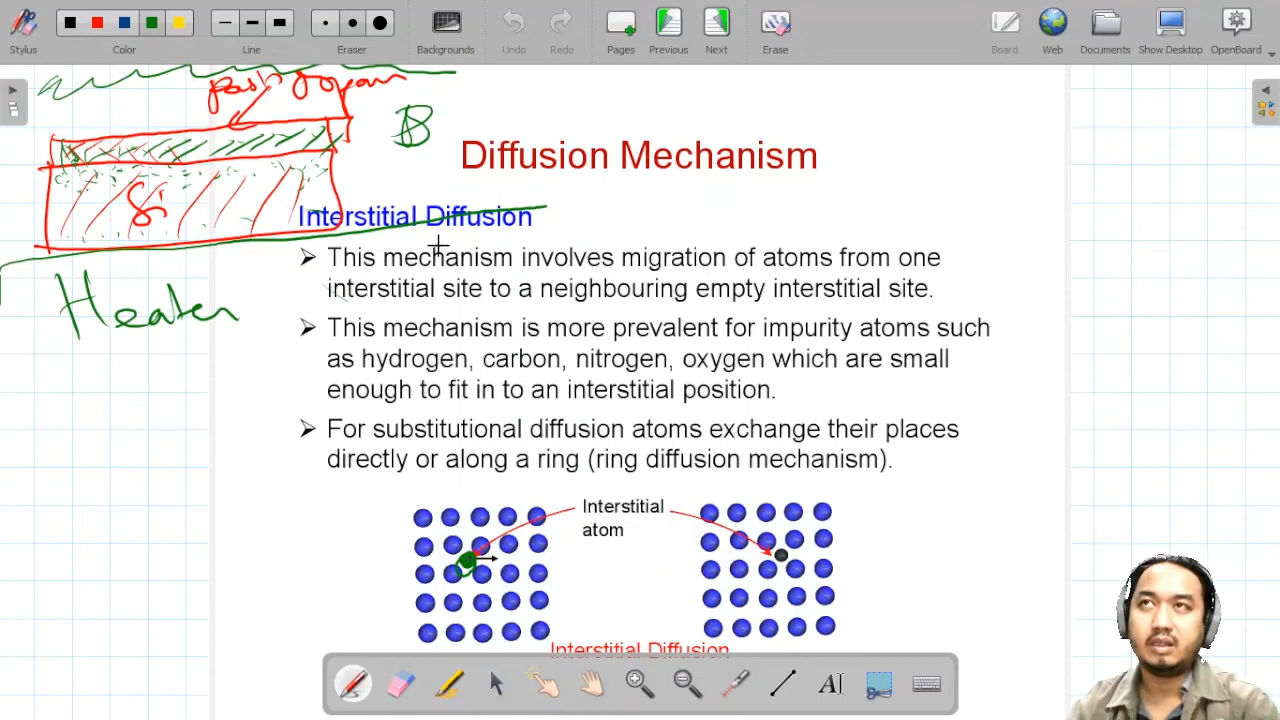 Stylus
Color
Line
Eraser
Backgrounds
Undo
Redo
Pages
Previous
Next
Erase
Board
Web
Documents
Show Desktop
OpenBoard
B
Si
Heater
Diffusion Mechanism
Interstitial Diffusion
➢ This mechanism involves migration of atoms from one
interstitial site to a neighbouring empty interstitial site.
➢ This mechanism is more prevalent for impurity atoms such
as hydrogen, carbon, nitrogen, oxygen which are small
enough to fit in to an interstitial position.
➢ For substitutional diffusion atoms exchange their places
directly or along a ring (ring diffusion mechanism).
Interstitial
atom
Interstitial Diffusion